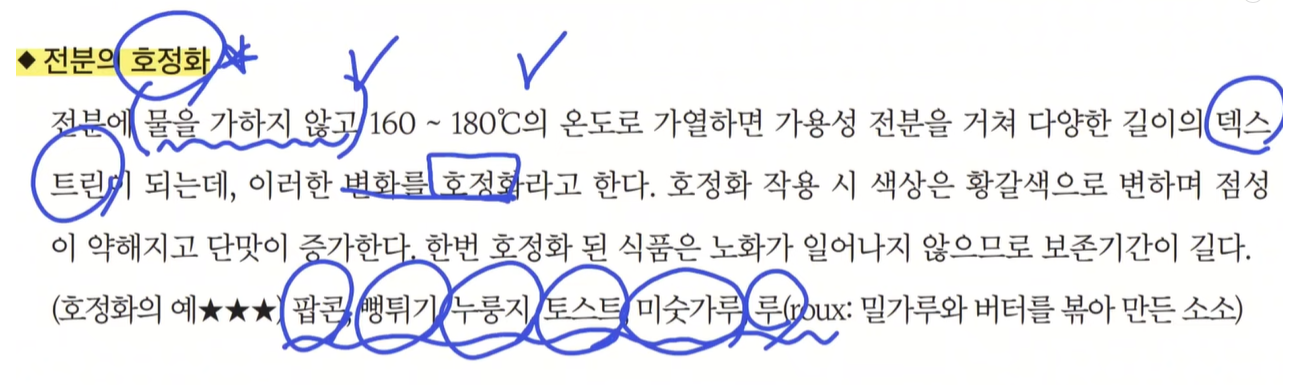 ◆ 전분의 호정화
전분에 물을 가하지 않고 160 ~ 180℃의 온도로 가열하면 가용성 전분을 거쳐 다양한 길이의 덱스
트린이 되는데, 이러한 변화를 호정화라고 한다. 호정화 작용 시 색상은 황갈색으로 변하며 점성
이 약해지고 단맛이 증가한다. 한번 호정화 된 식품은 노화가 일어나지 않으므로 보존기간이 길다.
(호정화의 예★★★) 팝콘, 뻥튀기, 누룽지, 토스트, 미숫가루, 루(roux: 밀가루와 버터를 볶아 만든 소소)